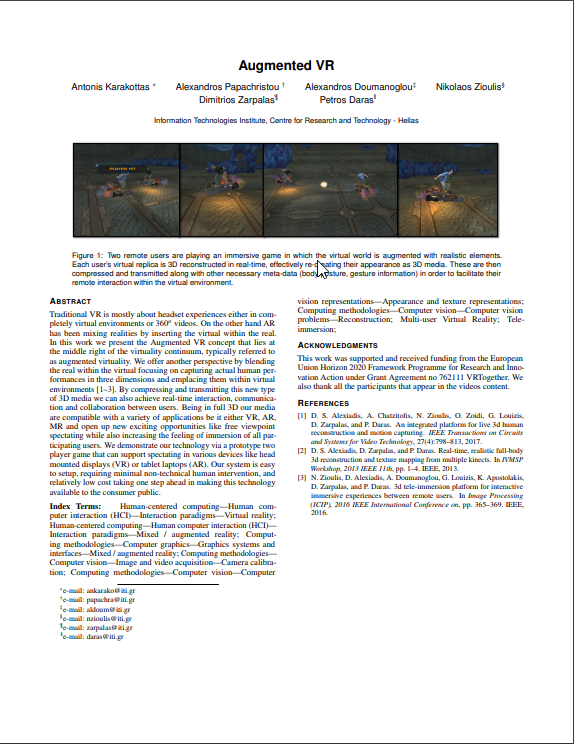 Augmented VR
Antonis Karakottas * Alexandros Papachristou † Alexandros Doumanoglou‡ Nikolaos Zioulis§
Dimitrios Zarpalas¶ Petros Daras‖
Information Technologies Institute, Centre for Research and Technology - Hellas
PLAYER HIT
Figure 1: Two remote users are playing an immersive game in which the virtual world is augmented with realistic elements.
Each user's virtual replica is 3D reconstructed in real-time, effectively re-creating their appearance as 3D media. These are then
compressed and transmitted along with other necessary meta-data (body posture, gesture information) in order to facilitate their
remote interaction within the virtual environment.
ABSTRACT
Traditional VR is mostly about headset experiences either in com-
pletely virtual environments or 360° videos. On the other hand AR
has been mixing realities by inserting the virtual within the real.
In this work we present the Augmented VR concept that lies at
the middle right of the virtuality continuum, typically referred to
as augmented virtuality. We offer another perspective by blending
the real within the virtual focusing on capturing actual human per-
formances in three dimensions and emplacing them within virtual
environments [1–3]. By compressing and transmitting this new type
of 3D media we can also achieve real-time interaction, communica-
tion and collaboration between users. Being in full 3D our media
are compatible with a variety of applications be it either VR, AR,
MR and open up new exciting opportunities like free viewpoint
spectating while also increasing the feeling of immersion of all par-
ticipating users. We demonstrate our technology via a prototype two
player game that can support spectating in various devices like head
mounted displays (VR) or tablet laptops (AR). Our system is easy
to setup, requiring minimal non-technical human intervention, and
relatively low cost taking one step ahead in making this technology
available to the consumer public.
Index Terms: Human-centered computing—Human com-
puter interaction (HCI)—Interaction paradigms—Virtual reality;
Human-centered computing—Human computer interaction (HCI)—
Interaction paradigms—Mixed / augmented reality; Comput-
ing methodologies—Computer graphics—Graphics systems and
interfaces—Mixed / augmented reality; Computing methodologies—
Computer vision—Image and video acquisition—Camera calibra-
tion; Computing methodologies—Computer vision—Computer
*e-mail: ankarako@iti.gr
†e-mail: papachra@iti.gr
‡e-mail: aldoum@iti.gr
§e-mail: nzioulis@iti.gr
¶e-mail: zarpalas@iti.gr
‖e-mail: daras@iti.gr
vision representations—Appearance and texture representations;
Computing methodologies—Computer vision—Computer vision
problems—Reconstruction; Multi-user Virtual Reality; Tele-
immersion;
ACKNOWLEDGMENTS
This work was supported and received funding from the European
Union Horizon 2020 Framework Programme for Research and Inno-
vation Action under Grant Agreement no 762111 VRTogether. We
also thank all the participants that appear in the videos content.
REFERENCES
[1] D. S. Alexiadis, A. Chatzitofis, N. Zioulis, O. Zoidi, G. Louizis,
D. Zarpalas, and P. Daras. An integrated platform for live 3d human
reconstruction and motion capturing. IEEE Transactions on Circuits
and Systems for Video Technology, 27(4):798–813, 2017.
[2] D. S. Alexiadis, D. Zarpalas, and P. Daras. Real-time, realistic full-body
3d reconstruction and texture mapping from multiple kinects. In IVMSP
Workshop, 2013 IEEE 11th, pp. 1–4. IEEE, 2013.
[3] N. Zioulis, D. Alexiadis, A. Doumanoglou, G. Louizis, K. Apostolakis,
D. Zarpalas, and P. Daras. 3d tele-immersion platform for interactive
immersive experiences between remote users. In Image Processing
(ICIP), 2016 IEEE International Conference on, pp. 365–369. IEEE,
2016.